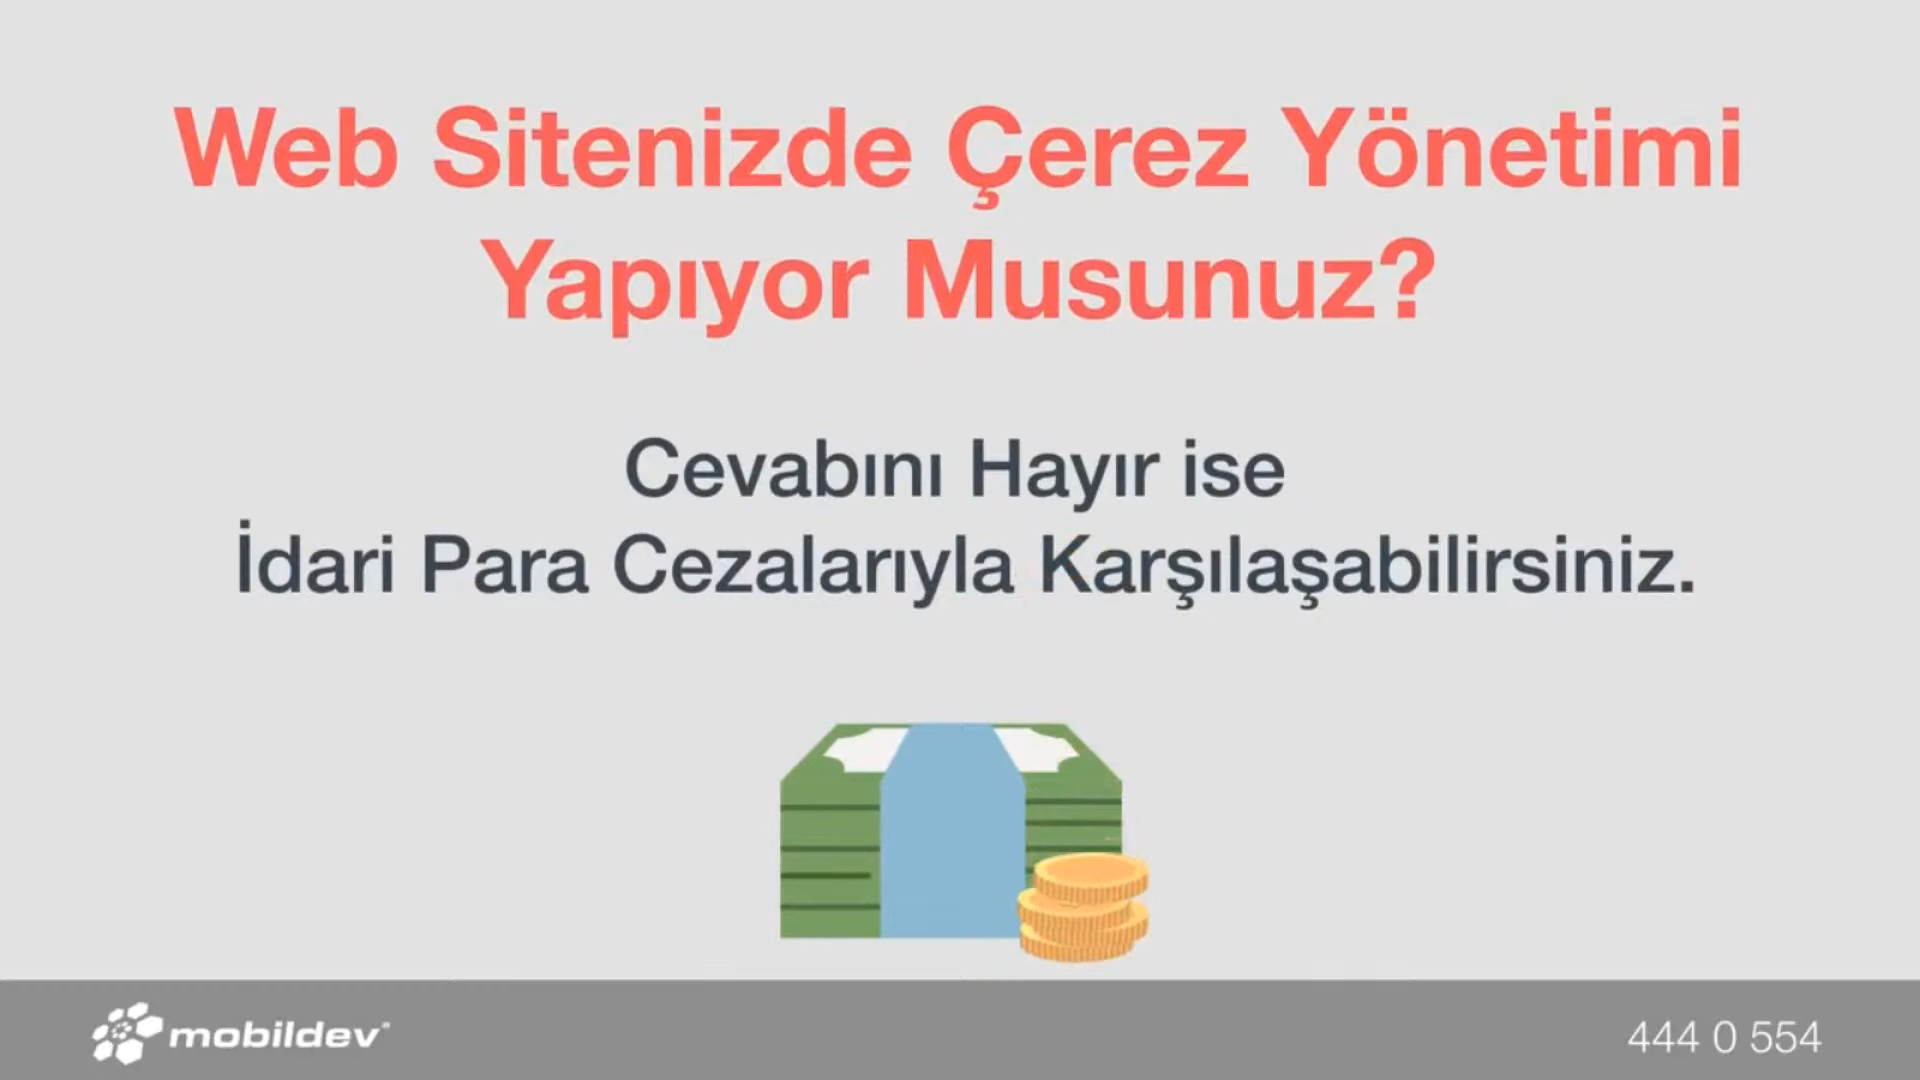 Web Sitenizde Çerez Yönetimi
Yapıyor Musunuz?
Cevabını Hayır ise
İdari Para Cezalarıyla Karşılaşabilirsiniz.
mobildev
444 0 554